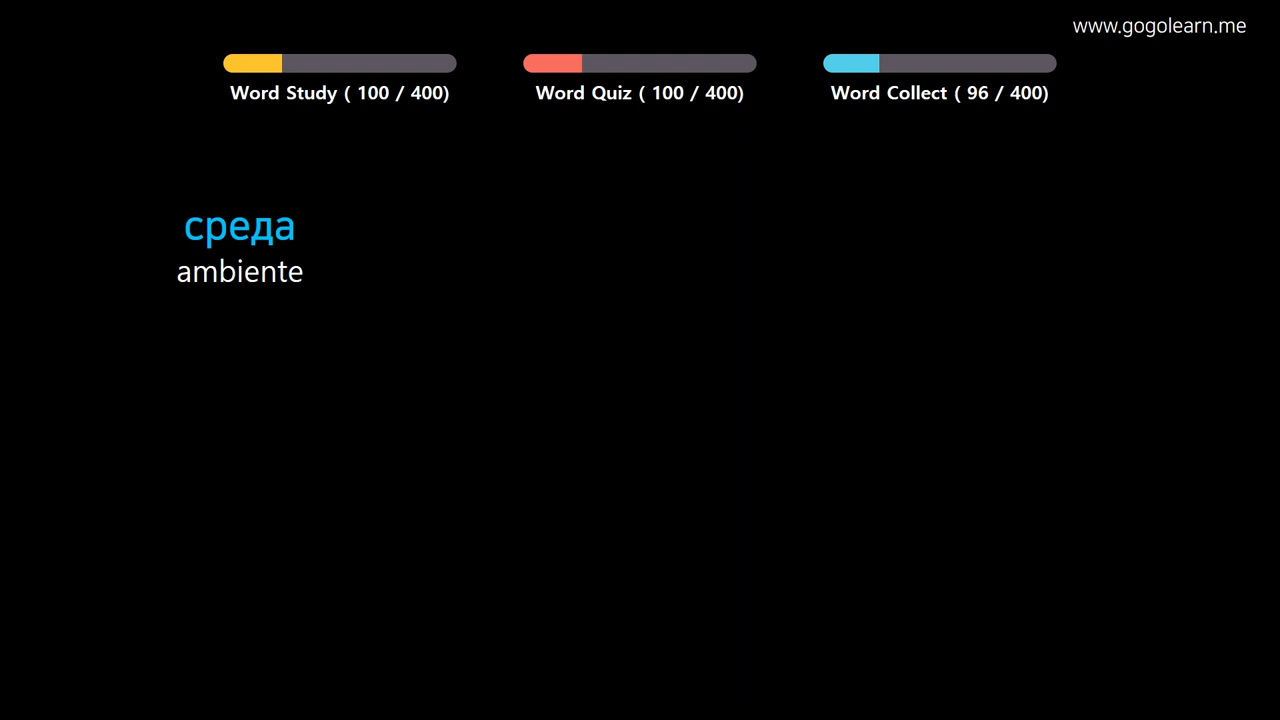 www.gogolearn.me
Word Study ( 100 / 400)
Word Quiz ( 100 / 400)
Word Collect ( 96 / 400)
среда
ambiente